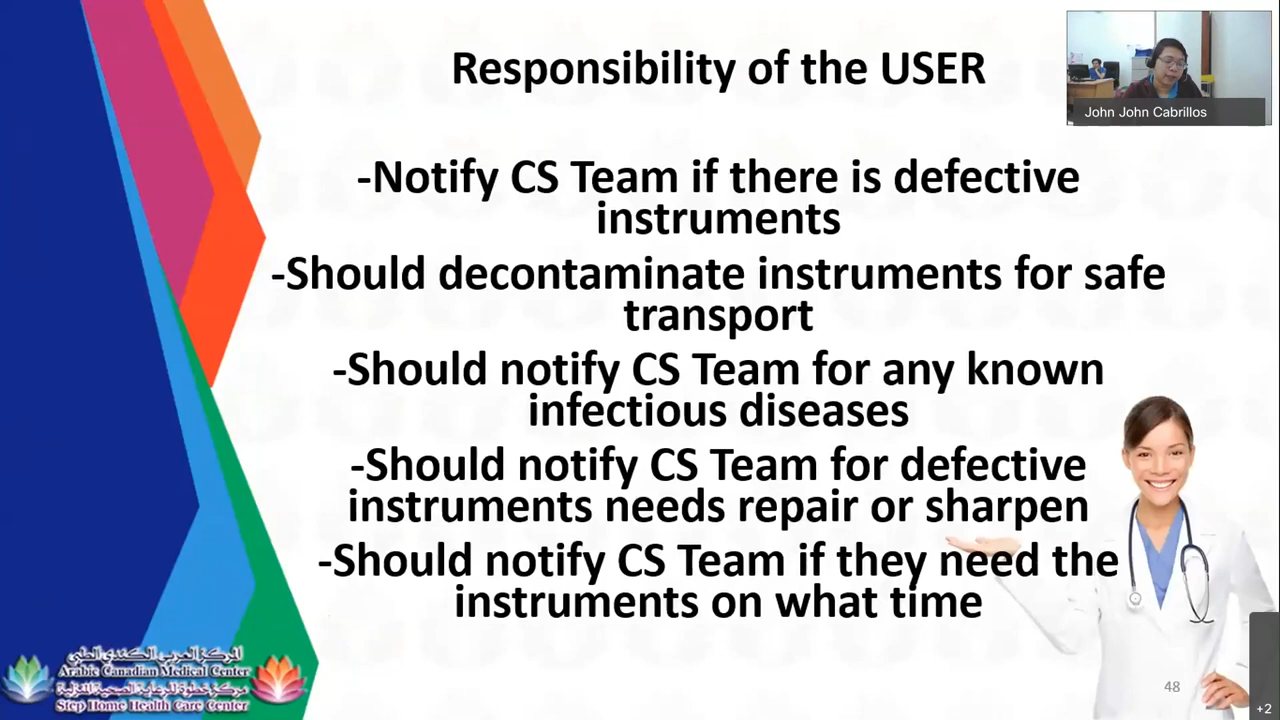 Responsibility of the USER
John John Cabrillos
-Notify CS Team if there is defective
instruments
-Should decontaminate instruments for safe
transport
-Should notify CS Team for any known
infectious diseases
-Should notify CS Team for defective
instruments needs repair or sharpen
-Should notify CS Team if they need the
instruments on what time
المركز العربي الكندي الطبي
Arabic Canadian Medical Center
مركز خطوة للرعاية الصحية المنزلية
Step Home Health Care Center
48
+2